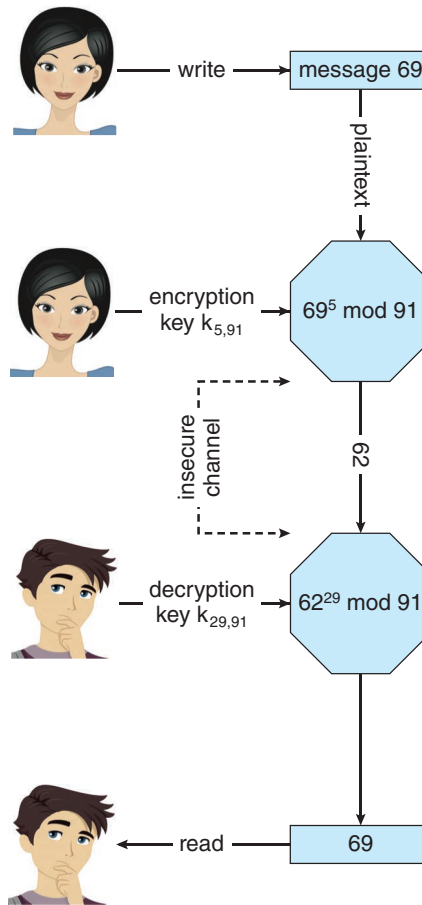 write
message 69
plaintext
encryption
key k5,91
69⁵ mod 91
insecure
channel
62
decryption
key k29,91
62²⁹ mod 91
read
69